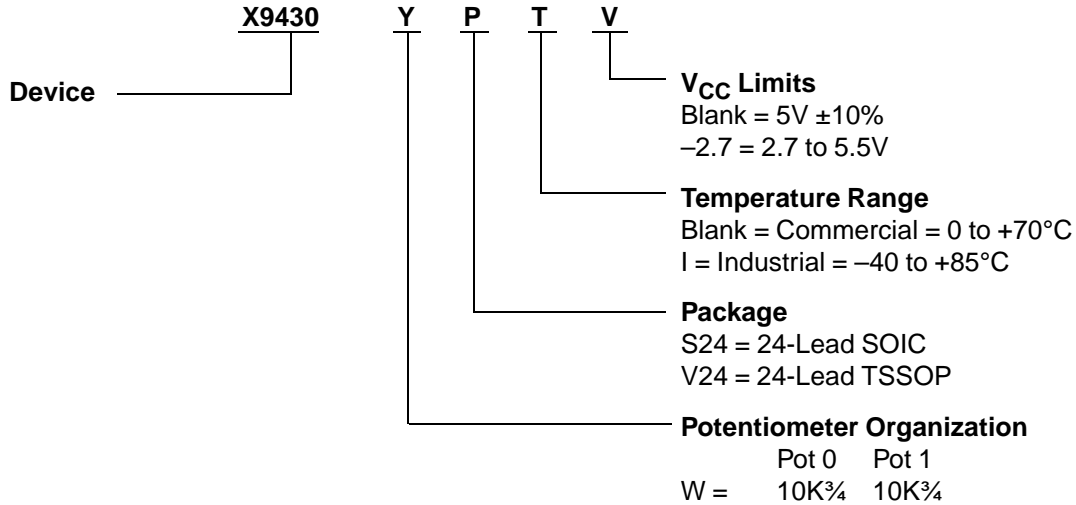 X9430 Y P T V
Device
VCC Limits
Blank = 5V ±10%
–2.7 = 2.7 to 5.5V
Temperature Range
Blank = Commercial = 0 to +70°C
I = Industrial = –40 to +85°C
Package
S24 = 24-Lead SOIC
V24 = 24-Lead TSSOP
Potentiometer Organization
Pot 0 Pot 1
W = 10K¾ 10K¾